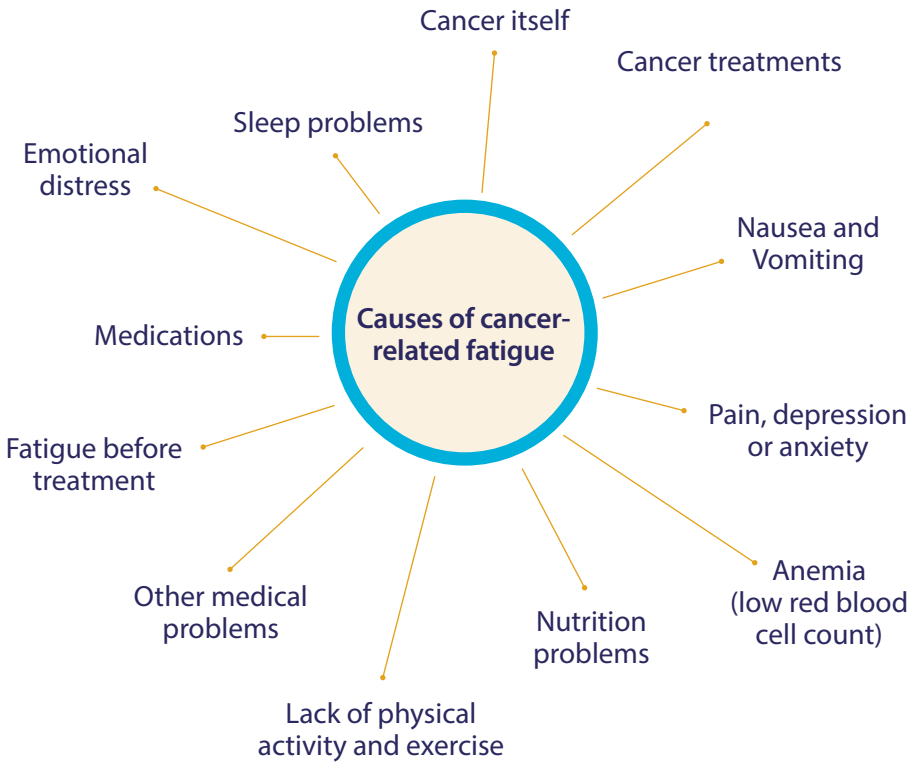 Cancer itself
Cancer treatments
Sleep problems
Emotional
distress
Nausea and
Vomiting
Causes of cancer-
related fatigue
Medications
Pain, depression
or anxiety
Fatigue before
treatment
Anemia
(low red blood
cell count)
Other medical
problems
Nutrition
problems
Lack of physical
activity and exercise